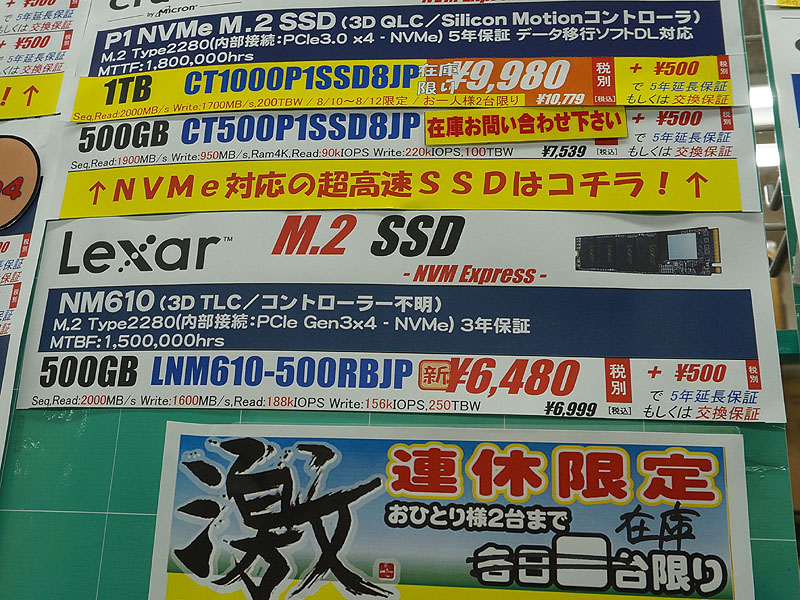 by Micron
P1 NVMe M.2 SSD (3D QLC/Silicon Motionコントローラ)
M.2 Type2280(内部接続:PCIe3.0 x4 - NVMe) 5年保証 データ移行ソフトDL対応
MTTF:1,800,000hrs
1TB CT1000P1SSD8JP 在庫限り ¥9,980 税別 + ¥500 税別
で 5年延長保証
Seq,Read:2000MB/s Write:1700MB/s,200TBW / 8/10～8/12限定 / お一人様2台限り ¥10,779 [税込] もしくは 交換保証
500GB CT500P1SSD8JP 在庫お問い合わせ下さい + ¥500 税別
で 5年延長保証
Seq,Read:1900MB/s Write:950MB/s,Ram4K,Read:90kIOPS Write:220kIOPS,100TBW ¥7,539 [税込] もしくは 交換保証
↑NVMe対応の超高速SSDはコチラ!↑
Lexar™ M.2 SSD
- NVM Express -
NM610 (3D TLC/コントローラー不明)
M.2 Type2280(内部接続:PCIe Gen3x4 - NVMe) 3年保証
MTBF:1,500,000hrs
500GB LNM610-500RBJP 新 ¥6,480 税別 + ¥500 税別
で 5年延長保証
Seq,Read:2000MB/s Write:1600MB/s,Read:188kIOPS Write:156kIOPS,250TBW ¥6,999 [税込] もしくは 交換保証
激 連休限定
おひとり様2台まで
在庫
各日 台限り